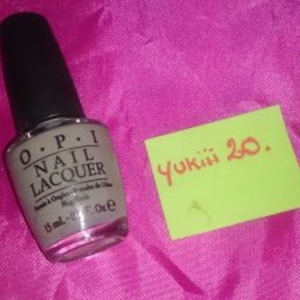 O·P·I
NAIL
LACQUER
15 mL
yukiii 20.